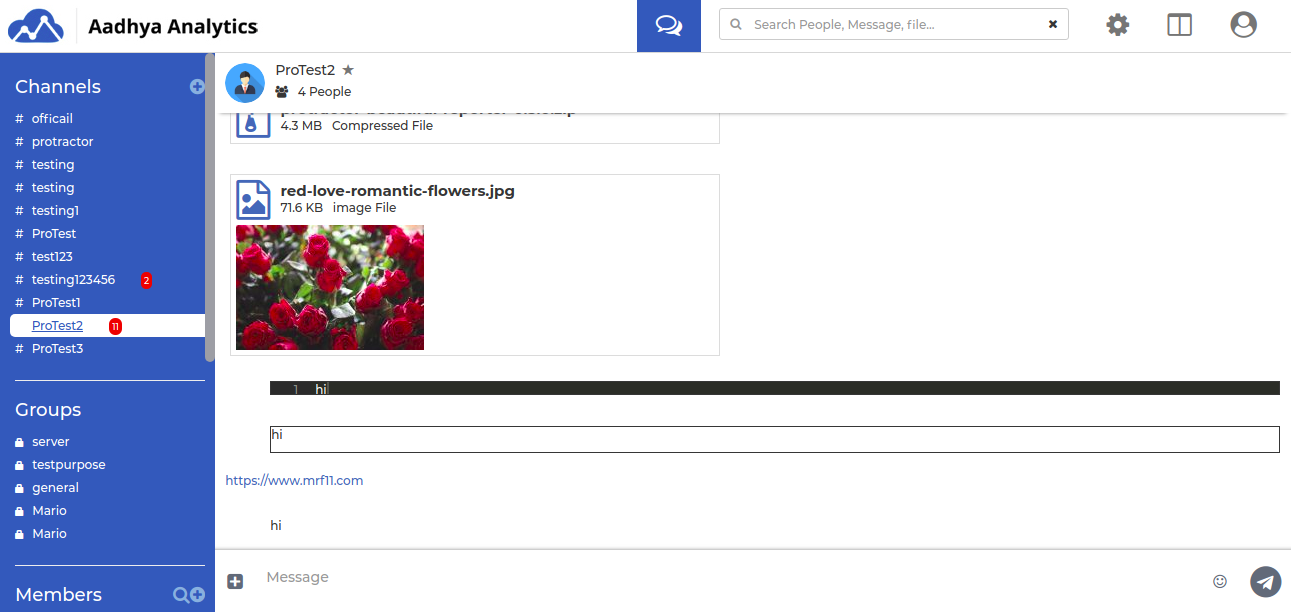 Aadhya Analytics
Search People, Message, file...
Channels
# officail
# protractor
# testing
# testing
# testing1
# ProTest
# test123
# testing123456 2
# ProTest1
ProTest2 11
# ProTest3
Groups
server
testpurpose
general
Mario
Mario
Members
ProTest2
4 People
4.3 MB Compressed File
red-love-romantic-flowers.jpg
71.6 KB image File
1 hi
hi
https://www.mrf11.com
hi
Message